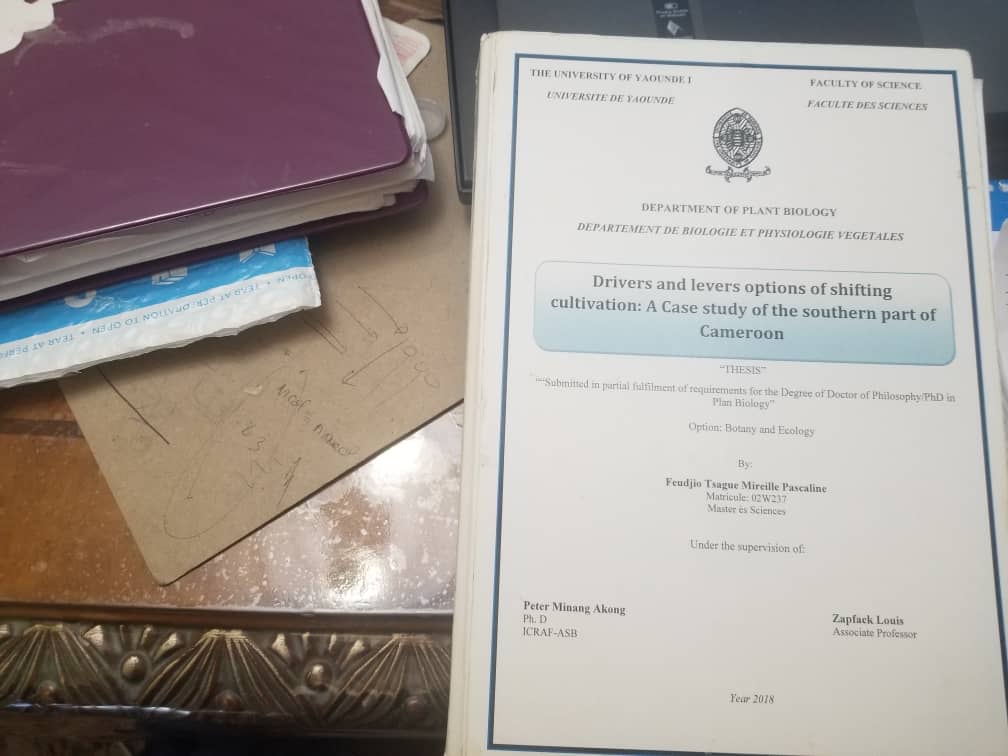 THE UNIVERSITY OF YAOUNDE I
UNIVERSITE DE YAOUNDE
FACULTY OF SCIENCE
FACULTE DES SCIENCES
DEPARTMENT OF PLANT BIOLOGY
DEPARTEMENT DE BIOLOGIE ET PHYSIOLOGIE VEGETALES
Drivers and levers options of shifting
cultivation: A Case study of the southern part of
Cameroon
“THESIS”
““Submitted in partial fulfilment of requirements for the Degree of Doctor of Philosophy/PhD in
Plan Biology”
Option: Botany and Ecology
By:
Feudjio Tsague Mireille Pascaline
Matricule: 02W237
Master ès Sciences
Under the supervision of:
Peter Minang Akong
Ph. D
ICRAF-ASB
Zapfack Louis
Associate Professor
Year 2018
OPEN • TEAR AT PERFORATION TO OPEN • TEAR AT